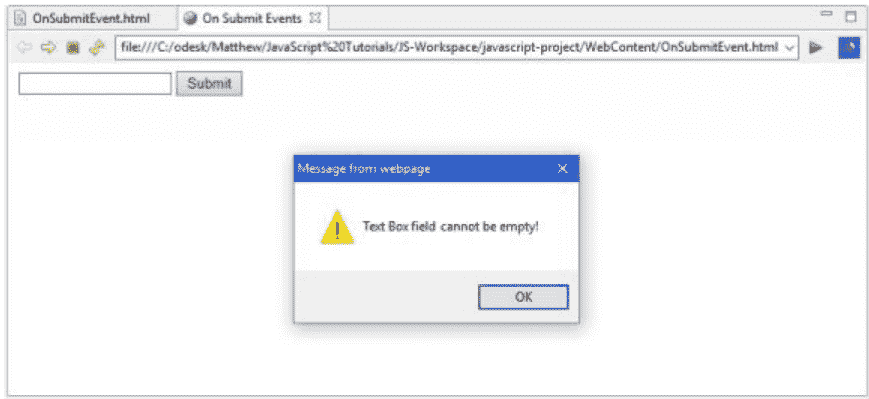 OnSubmitEvent.html
On Submit Events
file:///C:/odesk/Matthew/JavaScript%20Tutorials/JS-Workspace/javascript-project/WebContent/OnSubmitEvent.html
Submit
Message from webpage
Text Box field cannot be empty!
OK